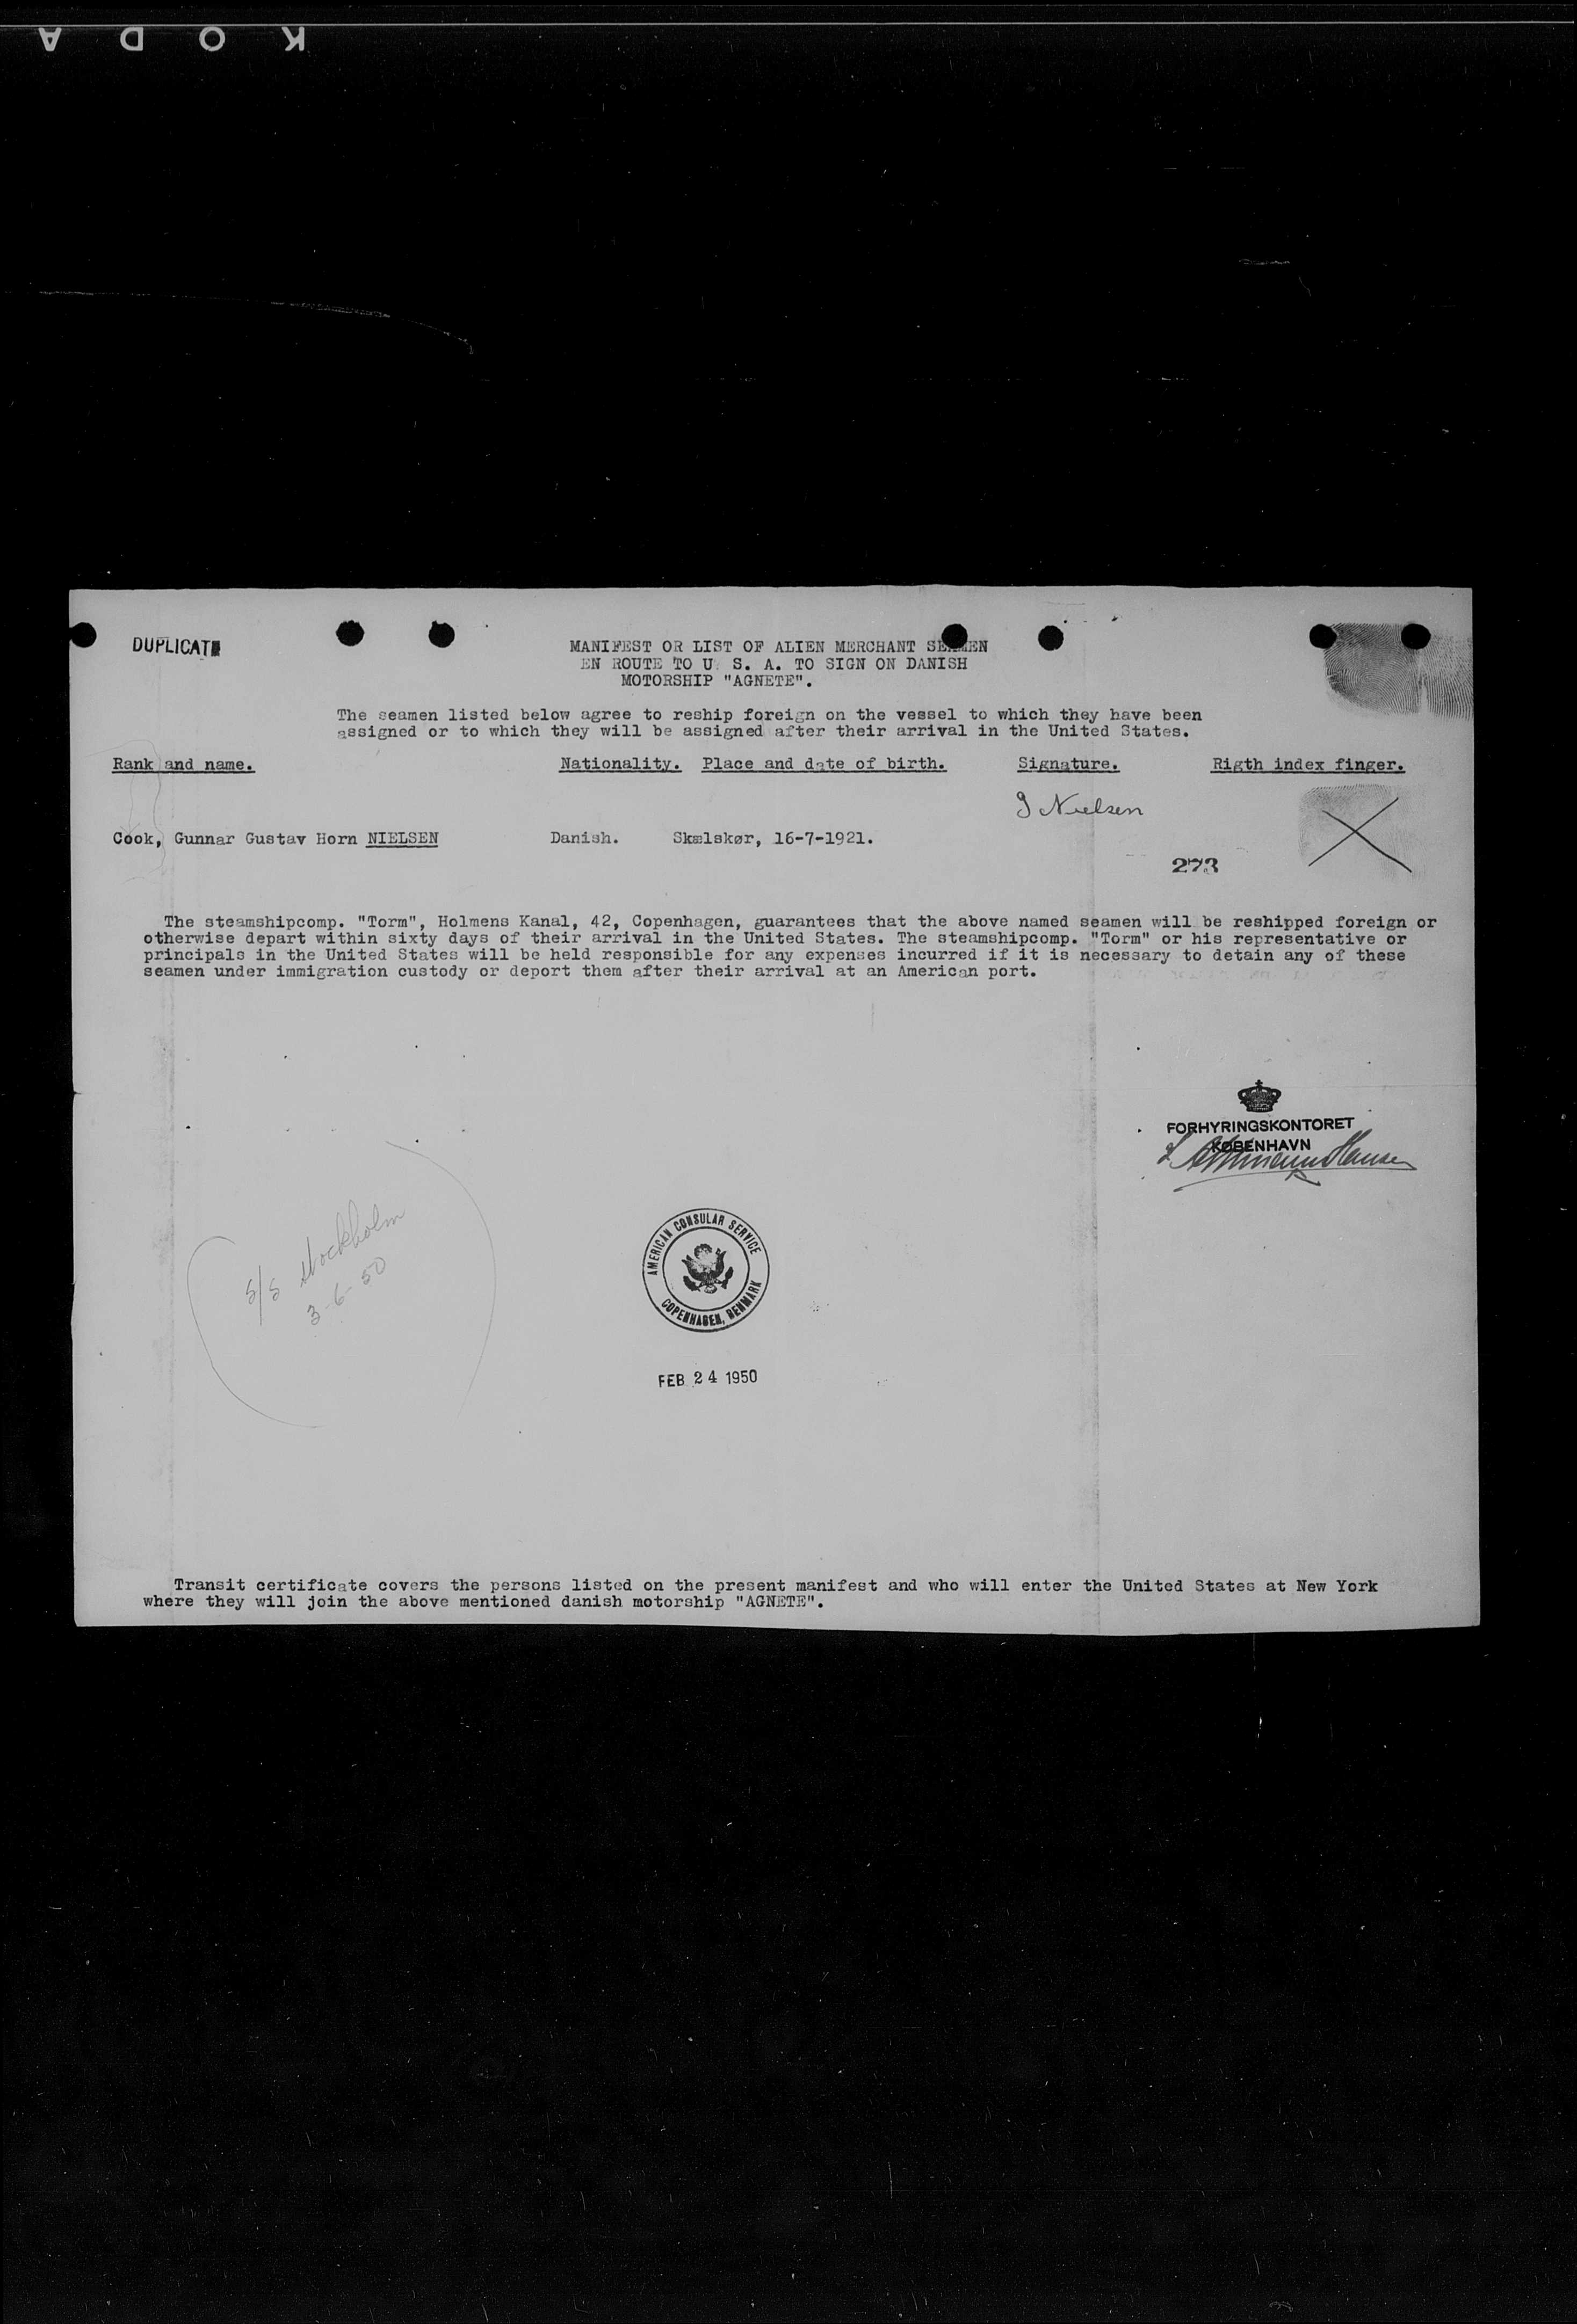 KODA
DUPLICATE
MANIFEST OR LIST OF ALIEN MERCHANT SEAMEN
EN ROUTE TO U. S. A. TO SIGN ON DANISH
MOTORSHIP "AGNETE".
The seamen listed below agree to reship foreign on the vessel to which they have been
assigned or to which they will be assigned after their arrival in the United States.
Rank and name. Nationality. Place and date of birth. Signature. Rigth index finger.
G Nielsen
Cook, Gunnar Gustav Horn NIELSEN Danish. Skælskør, 16-7-1921.
273
The steamshipcomp. "Torm", Holmens Kanal, 42, Copenhagen, guarantees that the above named seamen will be reshipped foreign or
otherwise depart within sixty days of their arrival in the United States. The steamshipcomp. "Torm" or his representative or
principals in the United States will be held responsible for any expenses incurred if it is necessary to detain any of these
seamen under immigration custody or deport them after their arrival at an American port.
FORHYRINGSKONTORET
KØBENHAVN
Hansen
S/S Stockholm
3-6-50
AMERICAN CONSULAR SERVICE
COPENHAGEN, DENMARK
FEB 24 1950
Transit certificate covers the persons listed on the present manifest and who will enter the United States at New York
where they will join the above mentioned danish motorship "AGNETE".